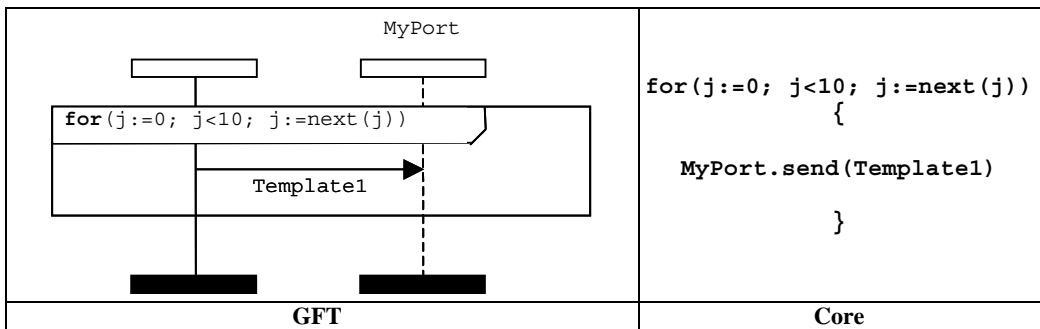 MyPort
for(j:=0; j<10; j:=next(j))
Template1
for(j:=0; j<10; j:=next(j))
{
MyPort.send(Template1)
}
GFT
Core